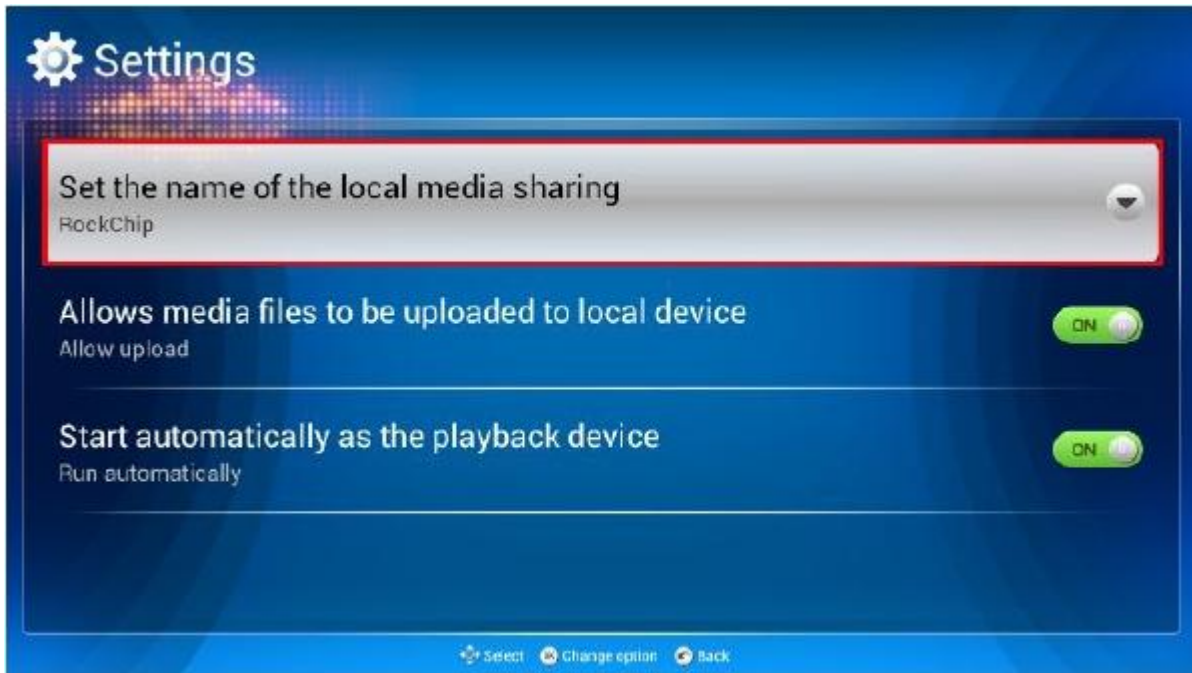 Settings
Set the name of the local media sharing
RockChip
Allows media files to be uploaded to local device
Allow upload
ON
Start automatically as the playback device
Run automatically
ON
Select OK Change option Back